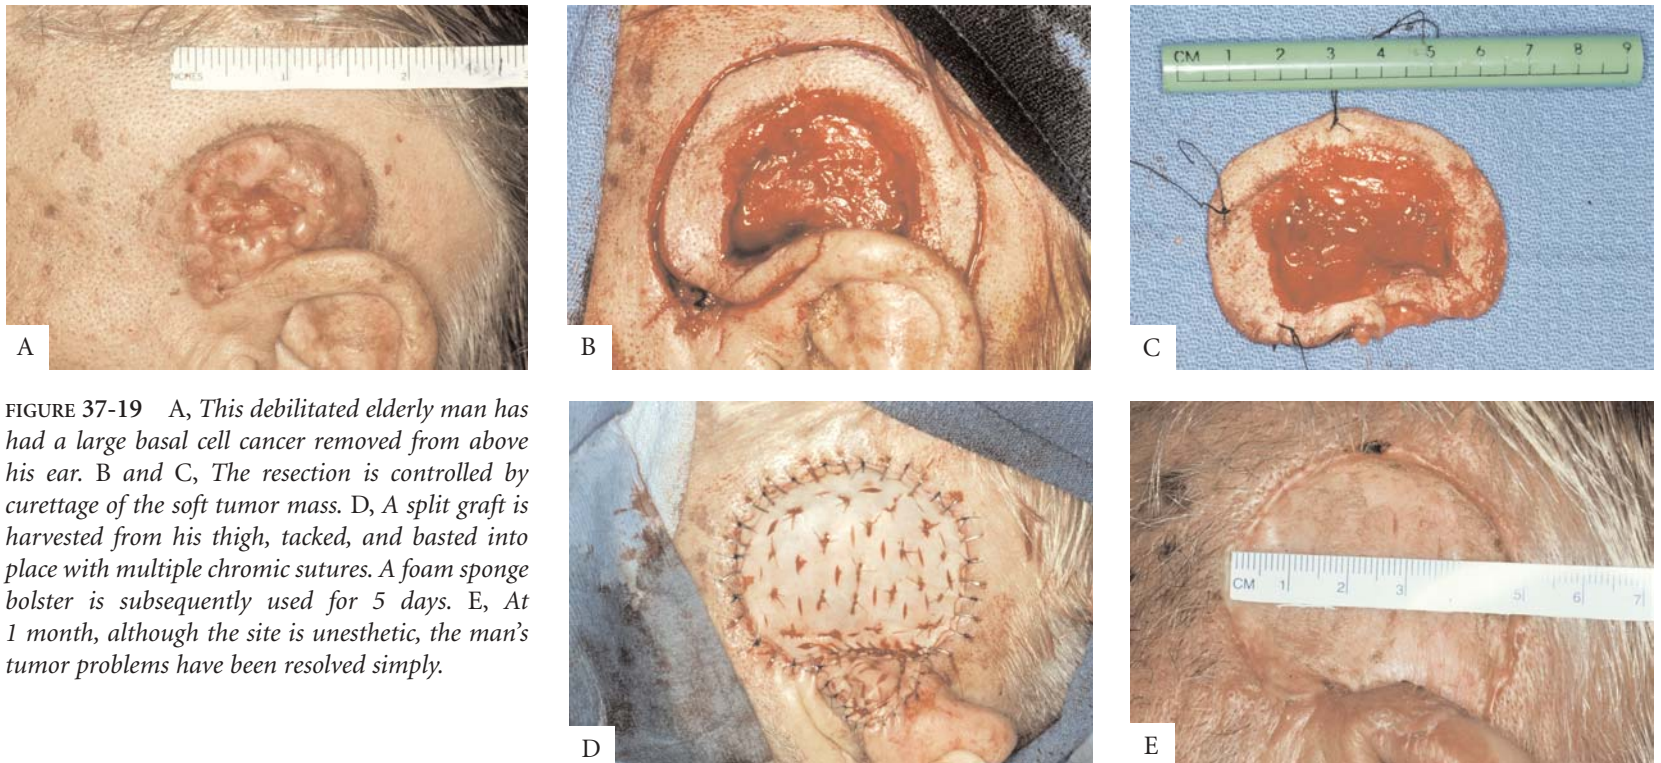 INCHES 1 2 3
A
B
CM 1 2 3 4 5 6 7 8 9
C
FIGURE 37-19 A, This debilitated elderly man has
had a large basal cell cancer removed from above
his ear. B and C, The resection is controlled by
curettage of the soft tumor mass. D, A split graft is
harvested from his thigh, tacked, and basted into
place with multiple chromic sutures. A foam sponge
bolster is subsequently used for 5 days. E, At
1 month, although the site is unesthetic, the man's
tumor problems have been resolved simply.
D
CM 1 2 3 5 6 7
E